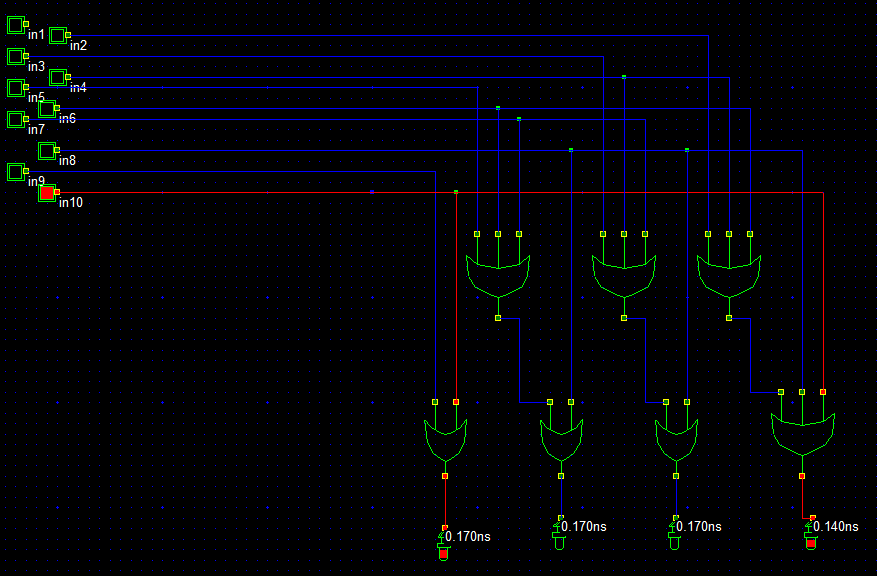 in1
in2
in3
in4
in5
in6
in7
in8
in9
in10
0.170ns
0.170ns
0.170ns
0.140ns